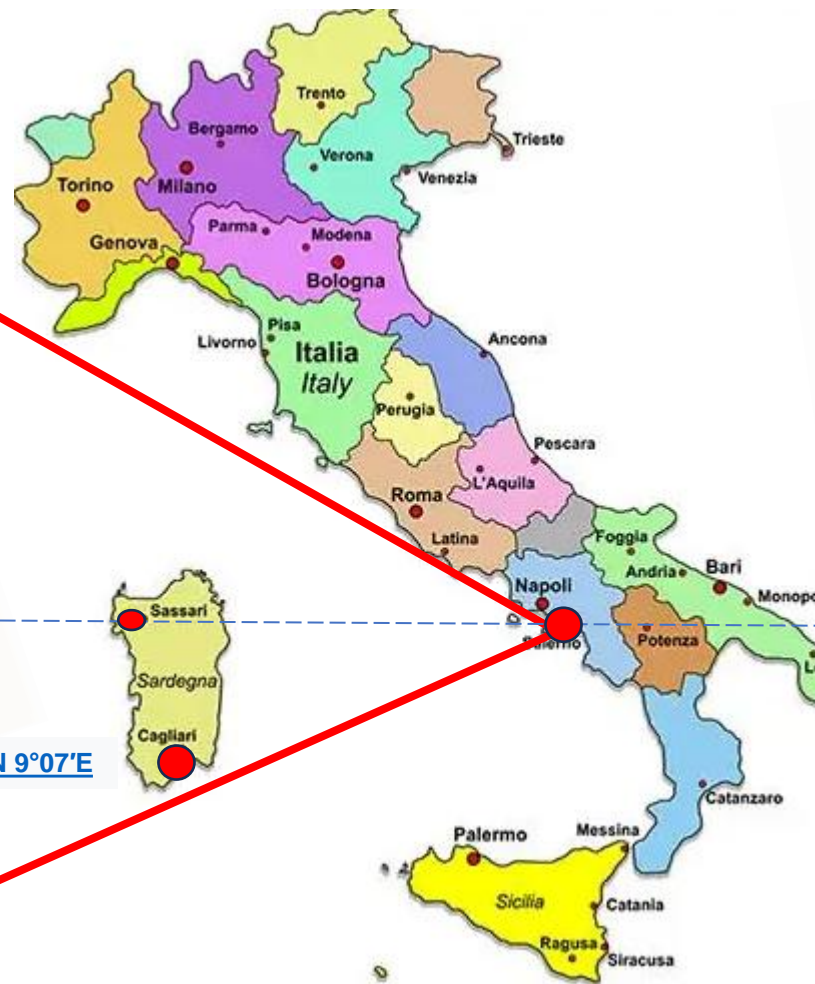 Trento
Bergamo
Trieste
Verona
Venezia
Torino
Milano
Parma
Modena
Genova
Bologna
Pisa
Livorno
Italia
Italy
Ancona
Perugia
Pescara
L'Aquila
Roma
Latina
Foggia
Andria
Bari
Napoli
Monopo
Sassari
Salerno
Potenza
L
Sardegna
Cagliari
N 9°07′E
Catanzaro
Palermo
Messina
Sicilia
Catania
Ragusa
Siracusa